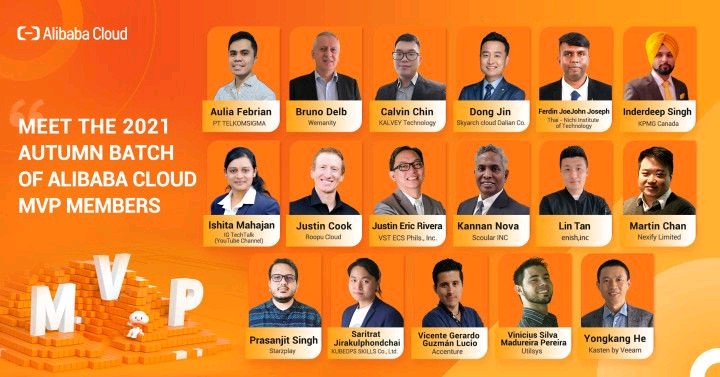 Alibaba Cloud
MEET THE 2021
AUTUMN BATCH
OF ALIBABA CLOUD
MVP MEMBERS
MVP
Aulia Febrian
PT TELKOMSIGMA
Bruno Delb
Wemanity
Calvin Chin
KALVEY Technology
Dong Jin
Skyarch cloud Dalian Co.
Ferdin JoeJohn Joseph
Thai - Nichi Institute
of Technology
Inderdeep Singh
KPMG Canada
Ishita Mahajan
IG TechTalk
(YouTube Channel)
Justin Cook
Roopu Cloud
Justin Eric Rivera
VST ECS Phils., Inc.
Kannan Nova
Scoular INC
Lin Tan
enish,inc
Martin Chan
Nexify Limited
Prasanjit Singh
Starzplay
Saritrat
Jirakulphondchai
KUBEOPS SKILLS Co., Ltd.
Vicente Gerardo
Guzmán Lucio
Accenture
Vinicius Silva
Madureira Pereira
Utilsys
Yongkang He
Kasten by Veeam